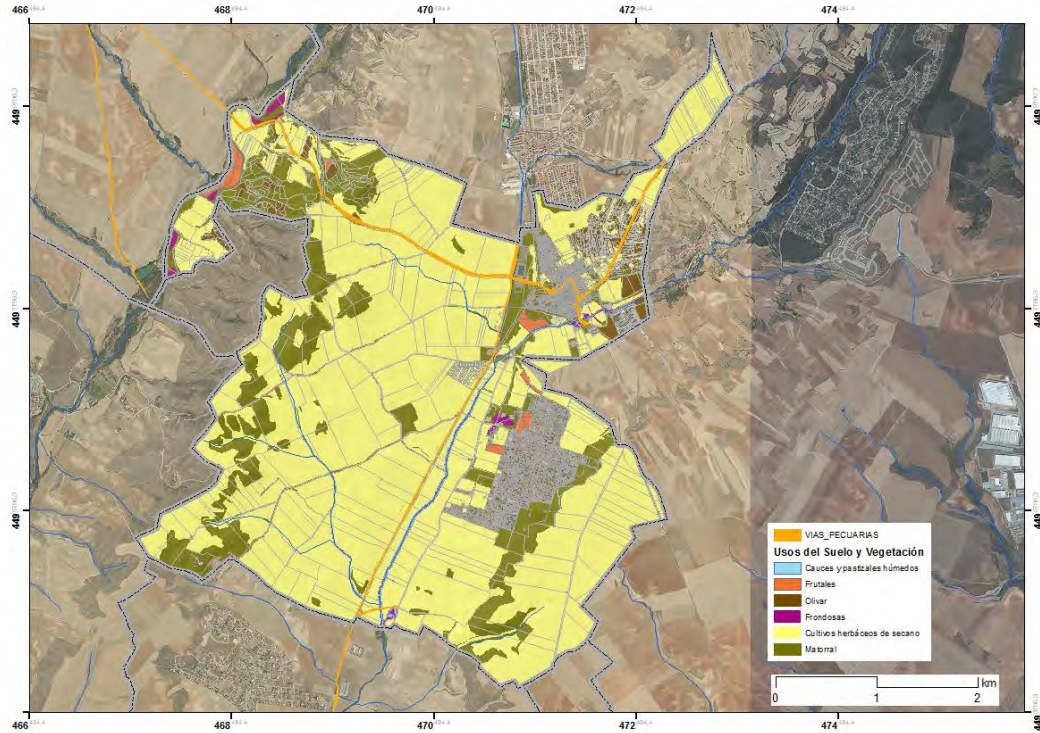 466 468 470 472 474
449 449
449 449
449 449
VIAS_PECUARIAS
Usos del Suelo y Vegetación
Cauces y pastizales húmedos
Frutales
Olivar
Frondosas
Cultivos herbáceos de secano
Matorral
km
0 1 2
466 468 470 472 474